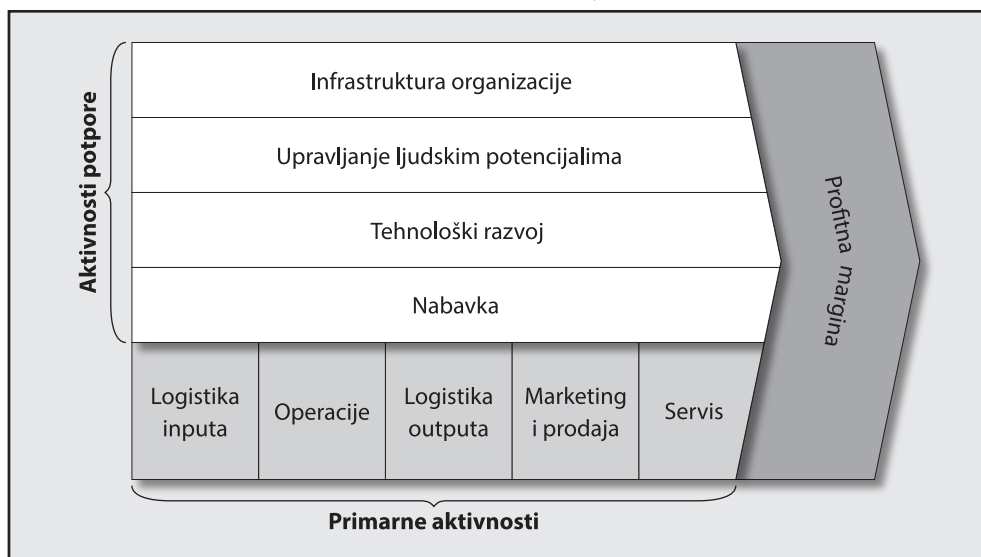 Aktivnosti potpore
Infrastruktura organizacije
Upravljanje ljudskim potencijalima
Tehnološki razvoj
Nabavka
Logistika
inputa
Operacije
Logistika
outputa
Marketing
i prodaja
Servis
Profitna margina
Primarne aktivnosti